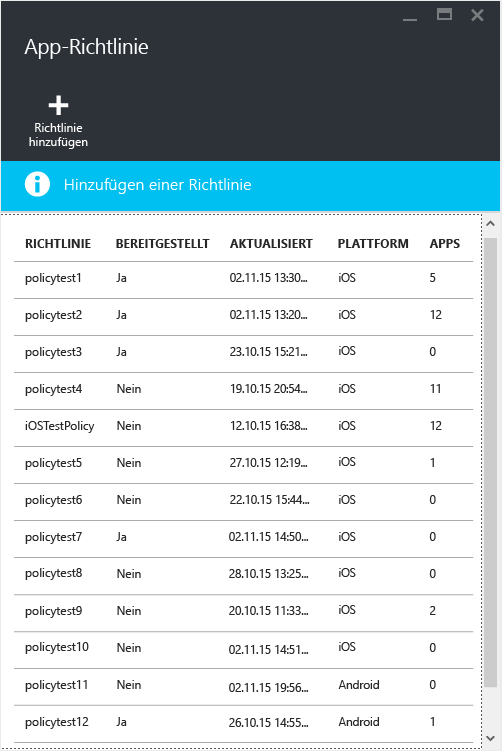 App-Richtlinie
Richtlinie
hinzufügen
Hinzufügen einer Richtlinie
RICHTLINIE BEREITGESTELLT AKTUALISIERT PLATTFORM APPS
policytest1 Ja 02.11.15 13:30... iOS 5
policytest2 Ja 02.11.15 13:20... iOS 12
policytest3 Ja 23.10.15 15:21... iOS 0
policytest4 Nein 19.10.15 20:54... iOS 11
iOSTestPolicy Nein 12.10.15 16:38... iOS 12
policytest5 Nein 27.10.15 12:19... iOS 1
policytest6 Nein 22.10.15 15:44... iOS 0
policytest7 Ja 02.11.15 14:50... iOS 0
policytest8 Nein 28.10.15 13:25... iOS 0
policytest9 Nein 20.10.15 11:33... iOS 2
policytest10 Nein 02.11.15 14:51... iOS 0
policytest11 Nein 02.11.15 19:56... Android 0
policytest12 Ja 26.10.15 14:55... Android 1